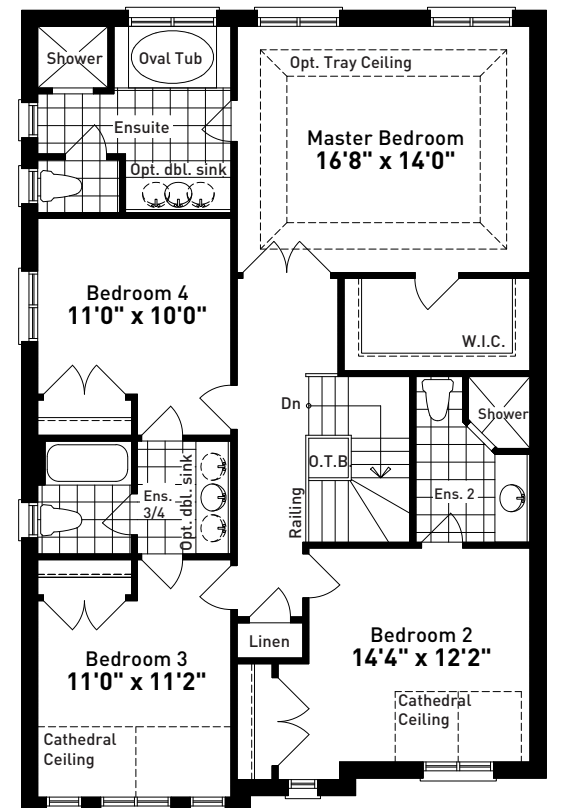 Shower
Oval Tub
Opt. Tray Ceiling
Ensuite
Master Bedroom
16'8" x 14'0"
Opt. dbl. sink
Bedroom 4
11'0" x 10'0"
W.I.C.
Dn
Shower
O.T.B.
Ens.
3/4
Opt. dbl. sink
Railing
Ens. 2
Linen
Bedroom 2
14'4" x 12'2"
Bedroom 3
11'0" x 11'2"
Cathedral
Ceiling
Cathedral
Ceiling